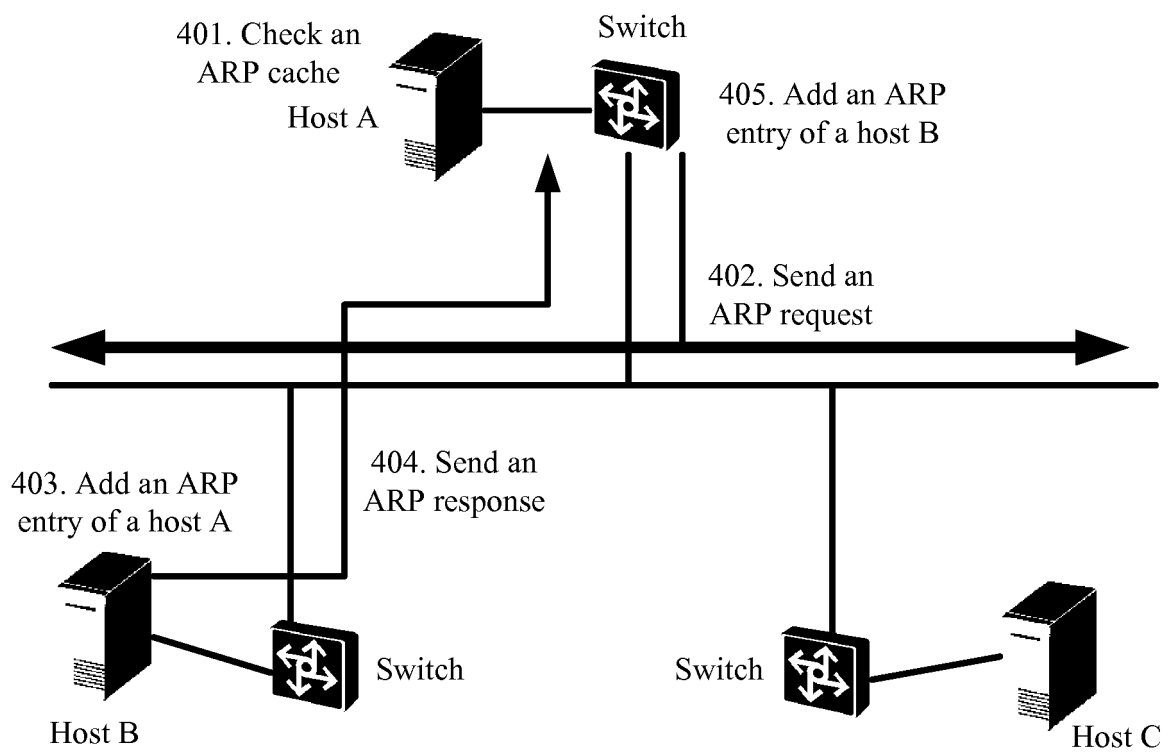 401. Check an
ARP cache
Host A
Switch
405. Add an ARP
entry of a host B
402. Send an
ARP request
404. Send an
ARP response
403. Add an ARP
entry of a host A
Host B
Switch
Switch
Host C